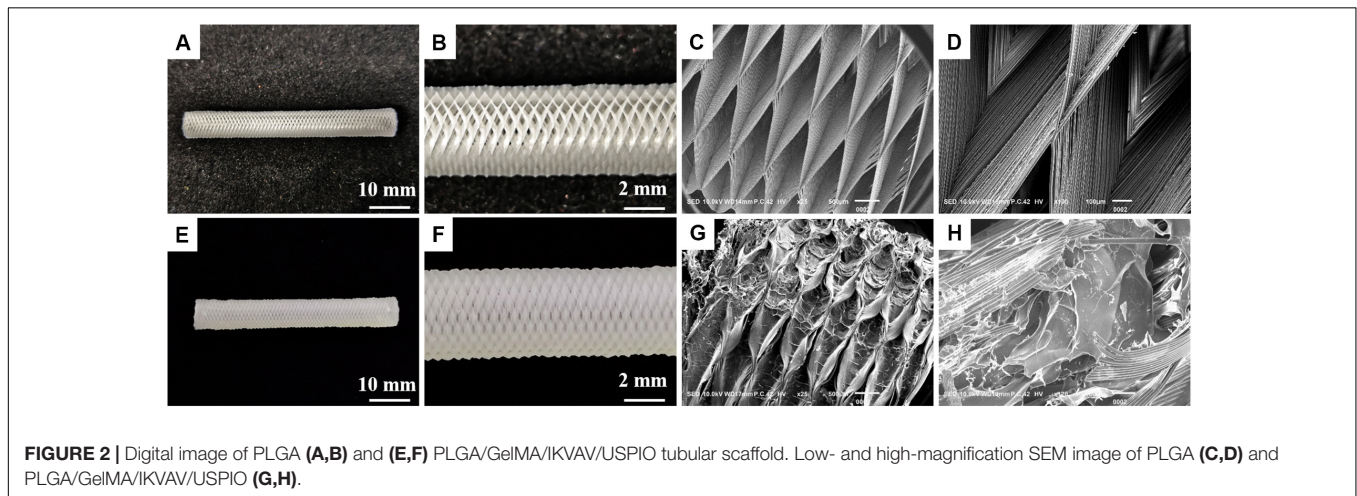 A
10 mm
B
2 mm
C
SED 10.0kV WD14mm P.C.42 HV x25 500µm
0002
D
SED 10.0kV WD14mm P.C.42 HV x100 100µm
0002
E
10 mm
F
2 mm
G
SED 10.0kV WD17mm P.C.42 HV x25 500µm
H
SED 10.0kV P.C.42 HV
0002
FIGURE 2 | Digital image of PLGA (A,B) and (E,F) PLGA/GelMA/IKVAV/USPIO tubular scaffold. Low- and high-magnification SEM image of PLGA (C,D) and
PLGA/GelMA/IKVAV/USPIO (G,H).